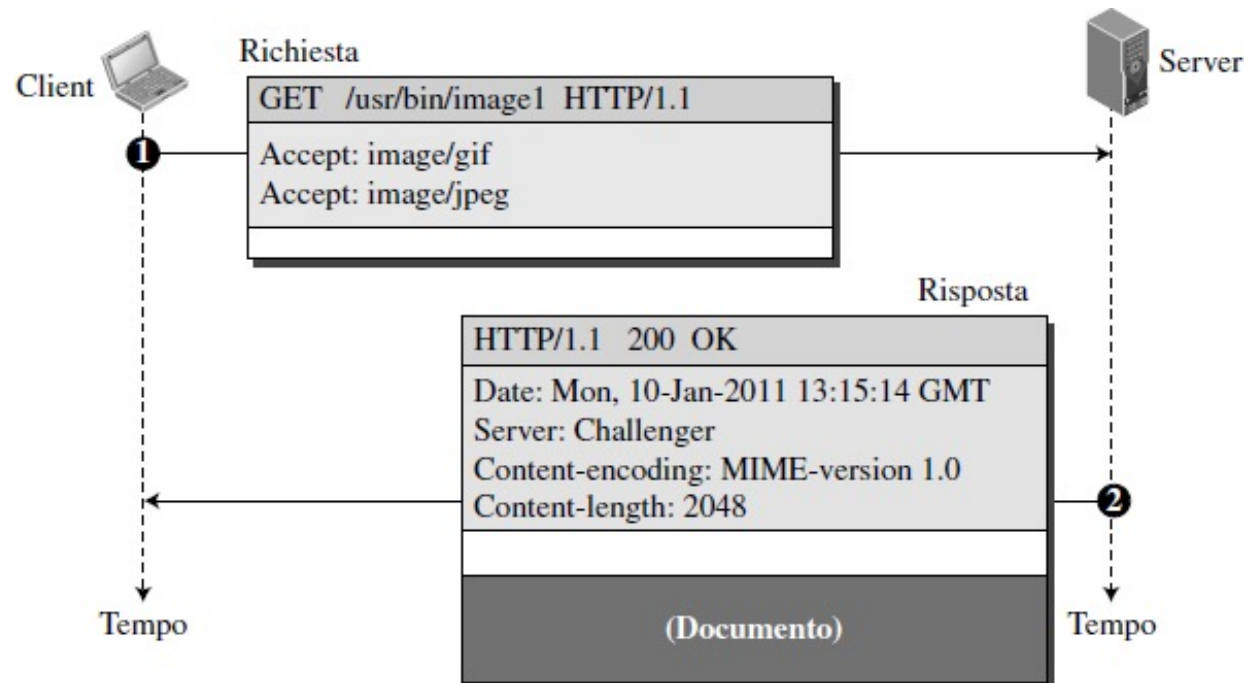 Client
Richiesta
Server
GET /usr/bin/image1 HTTP/1.1
1
Accept: image/gif
Accept: image/jpeg
Risposta
HTTP/1.1 200 OK
Date: Mon, 10-Jan-2011 13:15:14 GMT
Server: Challenger
Content-encoding: MIME-version 1.0
Content-length: 2048
2
Tempo
(Documento)
Tempo